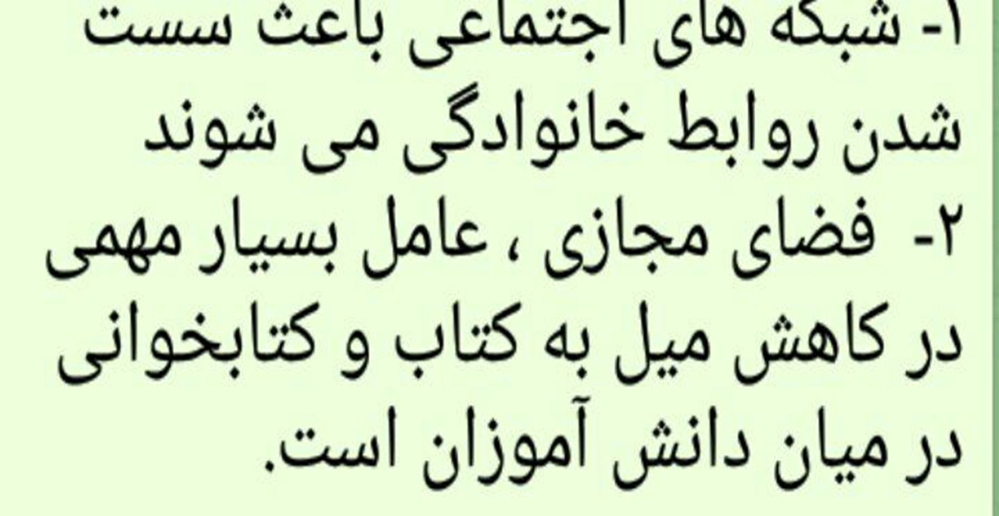 ۱- شبکه های اجتماعی باعث سست
شدن روابط خانوادگی می شوند
۲- فضای مجازی ، عامل بسیار مهمی
در کاهش میل به کتاب و کتابخوانی
در میان دانش آموزان است.